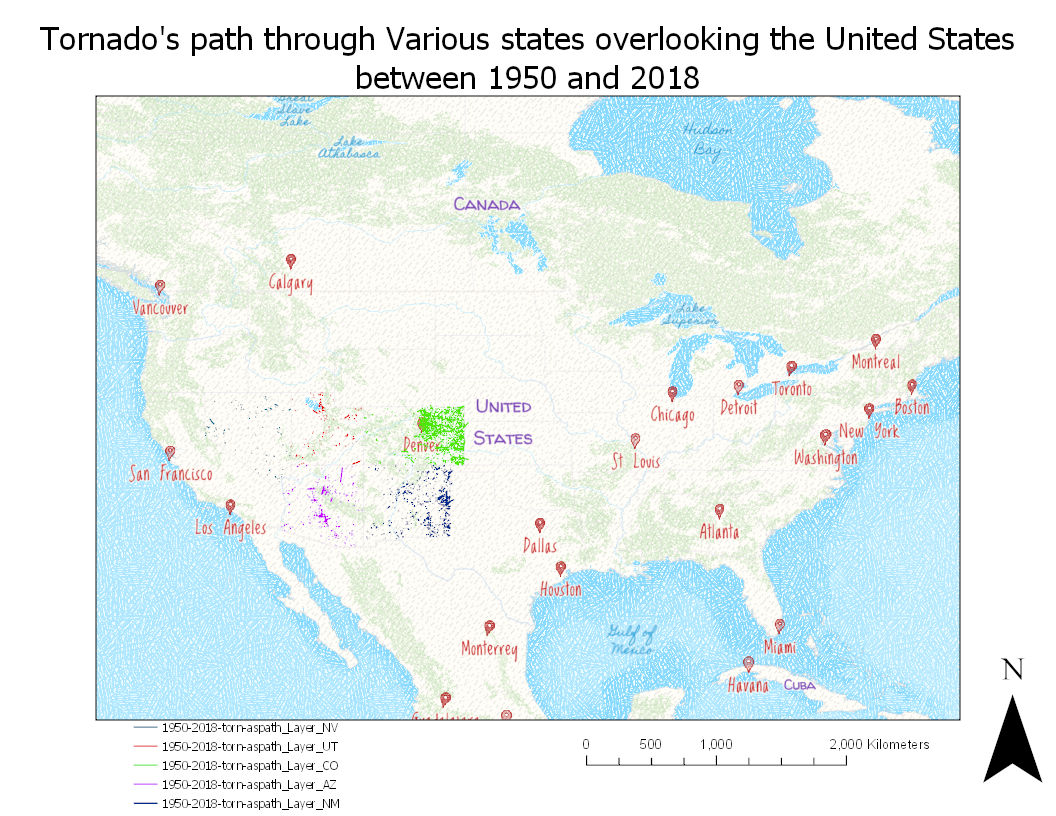 Tornado's path through Various states overlooking the United States
between 1950 and 2018
Great
Slave
Lake
Lake
Athabasca
Hudson
Bay
CANADA
Calgary
Vancouver
Lake
Superior
Montreal
Toronto
Detroit
Chicago
Boston
New York
UNITED
STATES
Denver
St Louis
Washington
San Francisco
Los Angeles
Atlanta
Dallas
Houston
Gulf of
Mexico
Monterrey
Miami
Havana
CUBA
N
1950-2018-torn-aspath_Layer_NV
1950-2018-torn-aspath_Layer_UT
1950-2018-torn-aspath_Layer_CO
1950-2018-torn-aspath_Layer_AZ
1950-2018-torn-aspath_Layer_NM
0 500 1,000 2,000 Kilometers